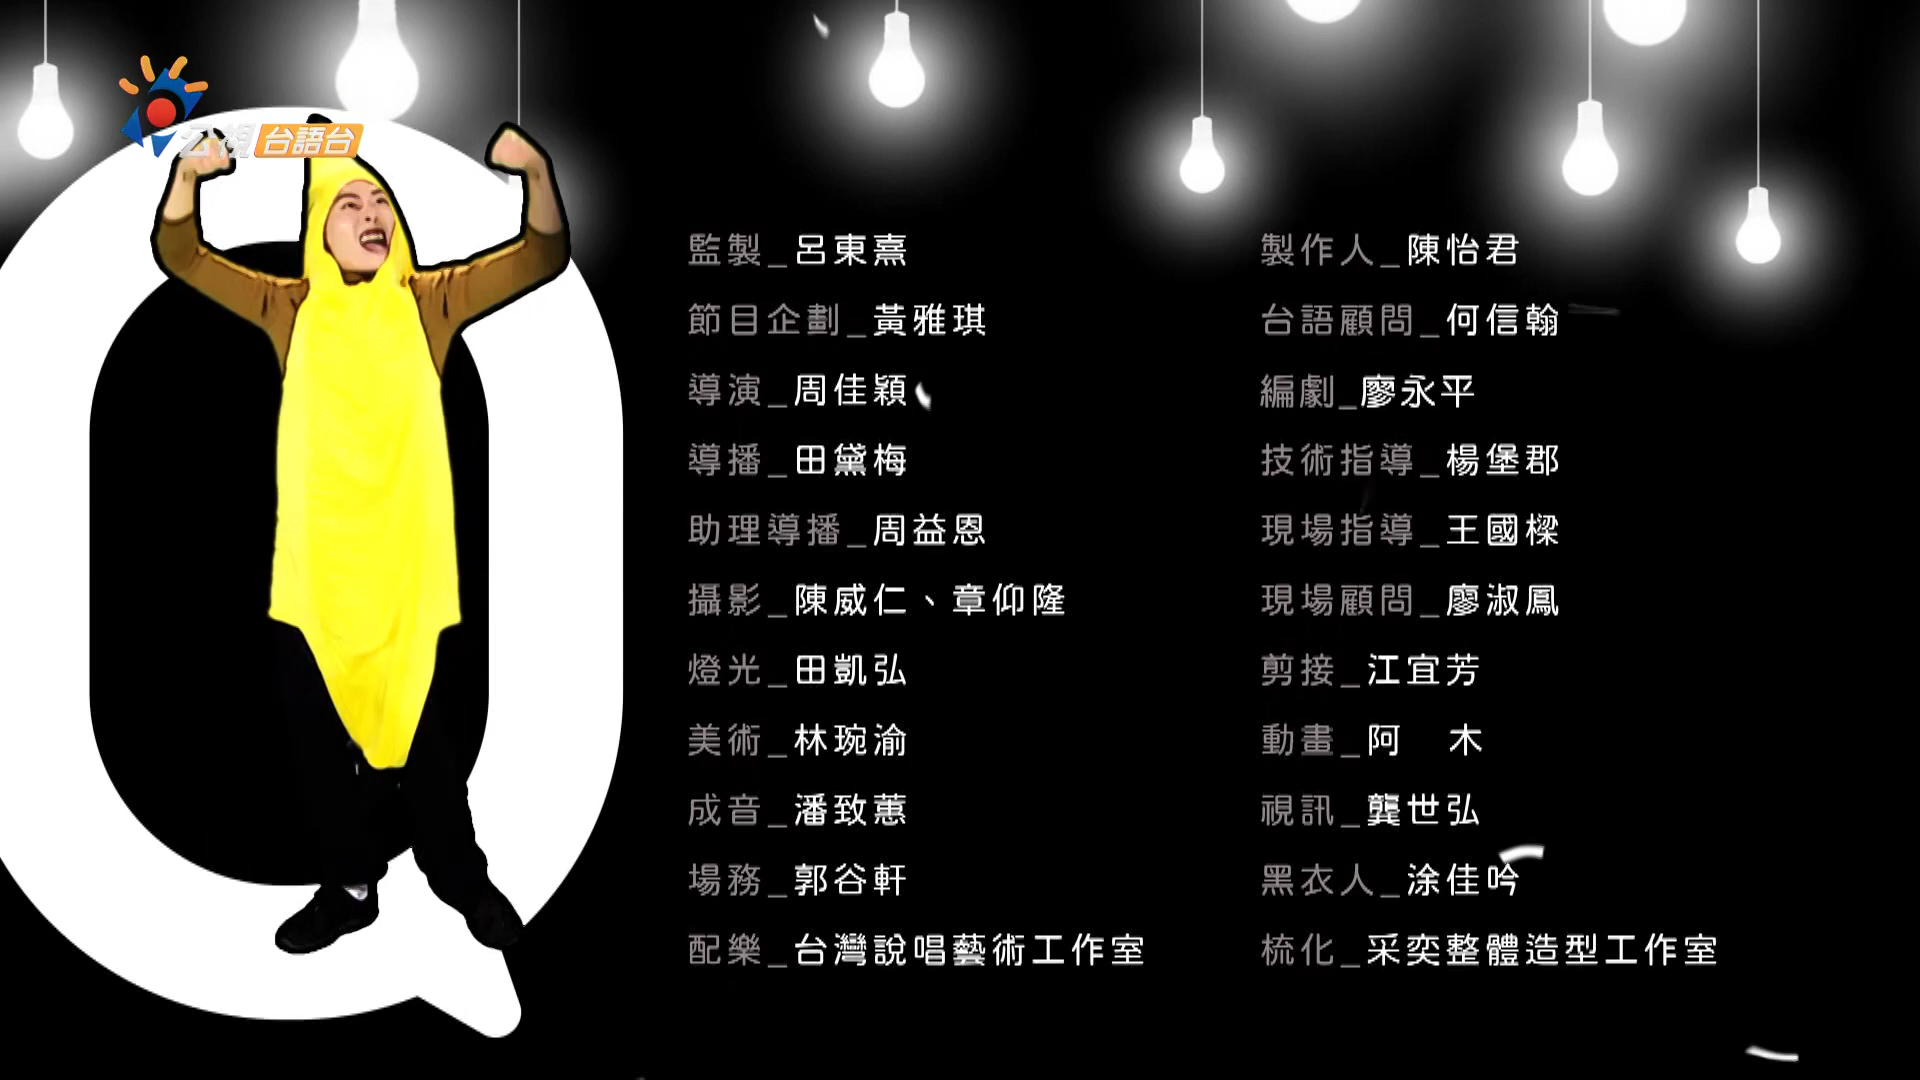 公視 台語台
監製_呂東熹
節目企劃_黃雅琪
導演_周佳穎
導播_田黛梅
助理導播_周益恩
攝影_陳威仁、章仰隆
燈光_田凱弘
美術_林琬渝
成音_潘致蕙
場務_郭谷軒
配樂_台灣說唱藝術工作室
製作人_陳怡君
台語顧問_何信翰
編劇_廖永平
技術指導_楊堡郡
現場指導_王國樑
現場顧問_廖淑鳳
剪接_江宜芳
動畫_阿 木
視訊_龔世弘
黑衣人_涂佳吟
梳化_采奕整體造型工作室